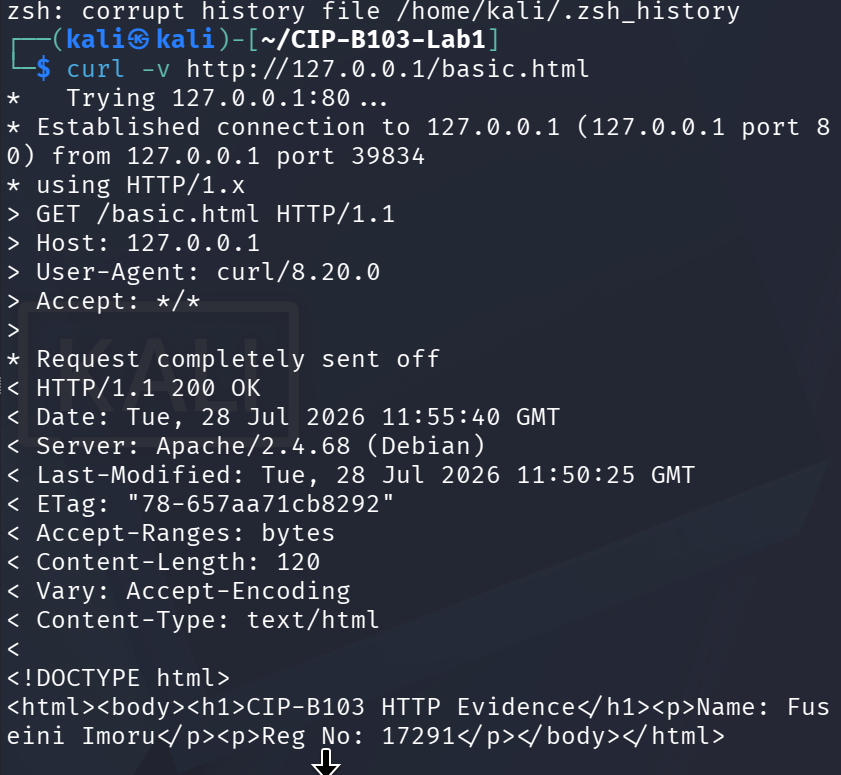 zsh: corrupt history file /home/kali/.zsh_history
┌──(kali㉿kali)-[~/CIP-B103-Lab1]
└─$ curl -v http://127.0.0.1/basic.html
*   Trying 127.0.0.1:80...
* Established connection to 127.0.0.1 (127.0.0.1 port 8
0) from 127.0.0.1 port 39834
* using HTTP/1.x
> GET /basic.html HTTP/1.1
> Host: 127.0.0.1
> User-Agent: curl/8.20.0
> Accept: */*
>
* Request completely sent off
< HTTP/1.1 200 OK
< Date: Tue, 28 Jul 2026 11:55:40 GMT
< Server: Apache/2.4.68 (Debian)
< Last-Modified: Tue, 28 Jul 2026 11:50:25 GMT
< ETag: "78-657aa71cb8292"
< Accept-Ranges: bytes
< Content-Length: 120
< Vary: Accept-Encoding
< Content-Type: text/html
<
<!DOCTYPE html>
<html><body><h1>CIP-B103 HTTP Evidence</h1><p>Name: Fus
eini Imoru</p><p>Reg No: 17291</p></body></html>
KALI